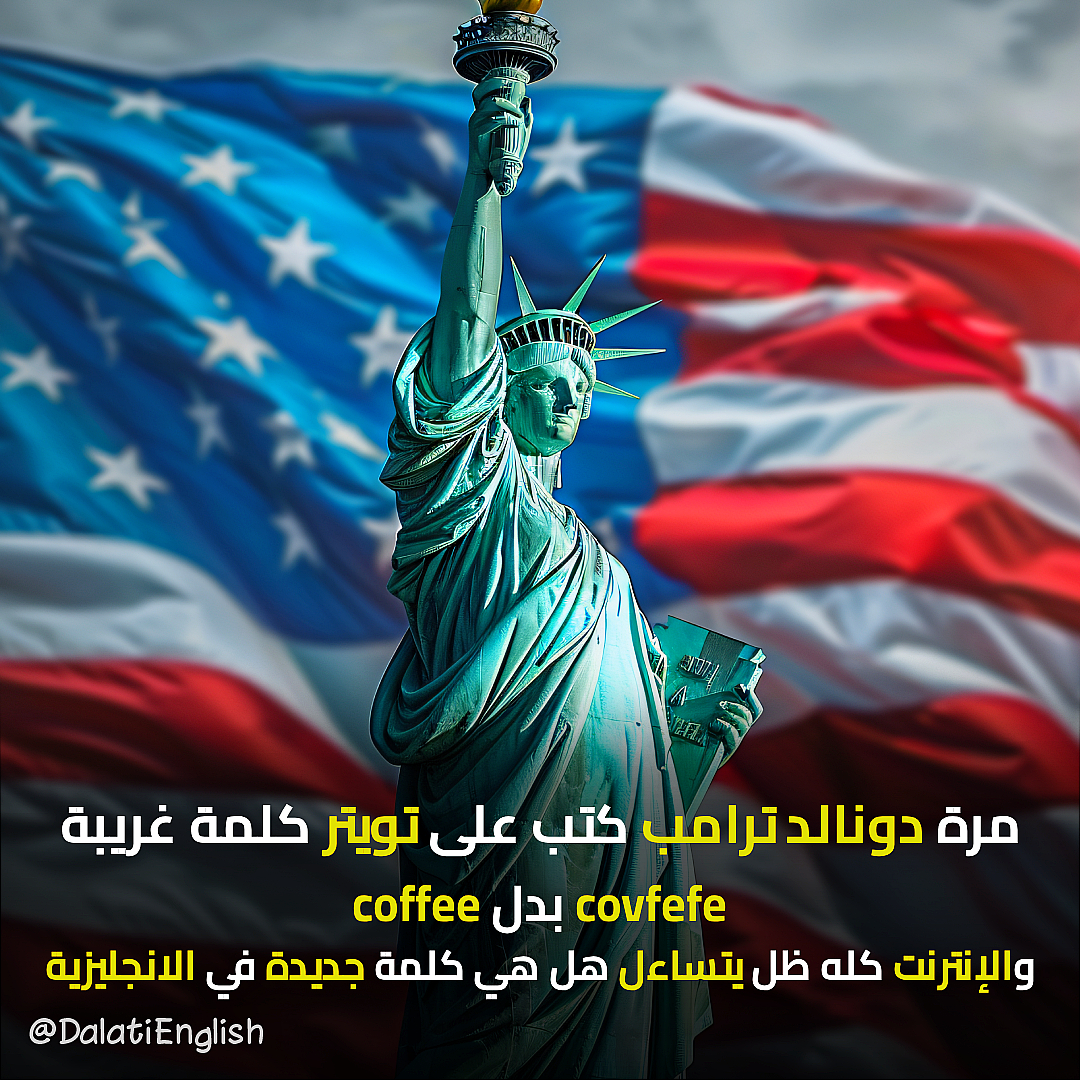 مرة دونالد ترامب كتب على تويتر كلمة غريبة
covfefe بدل coffee
والإنترنت كله ظل يتساءل هل هي كلمة جديدة في الانجليزية
@DalatiEnglish